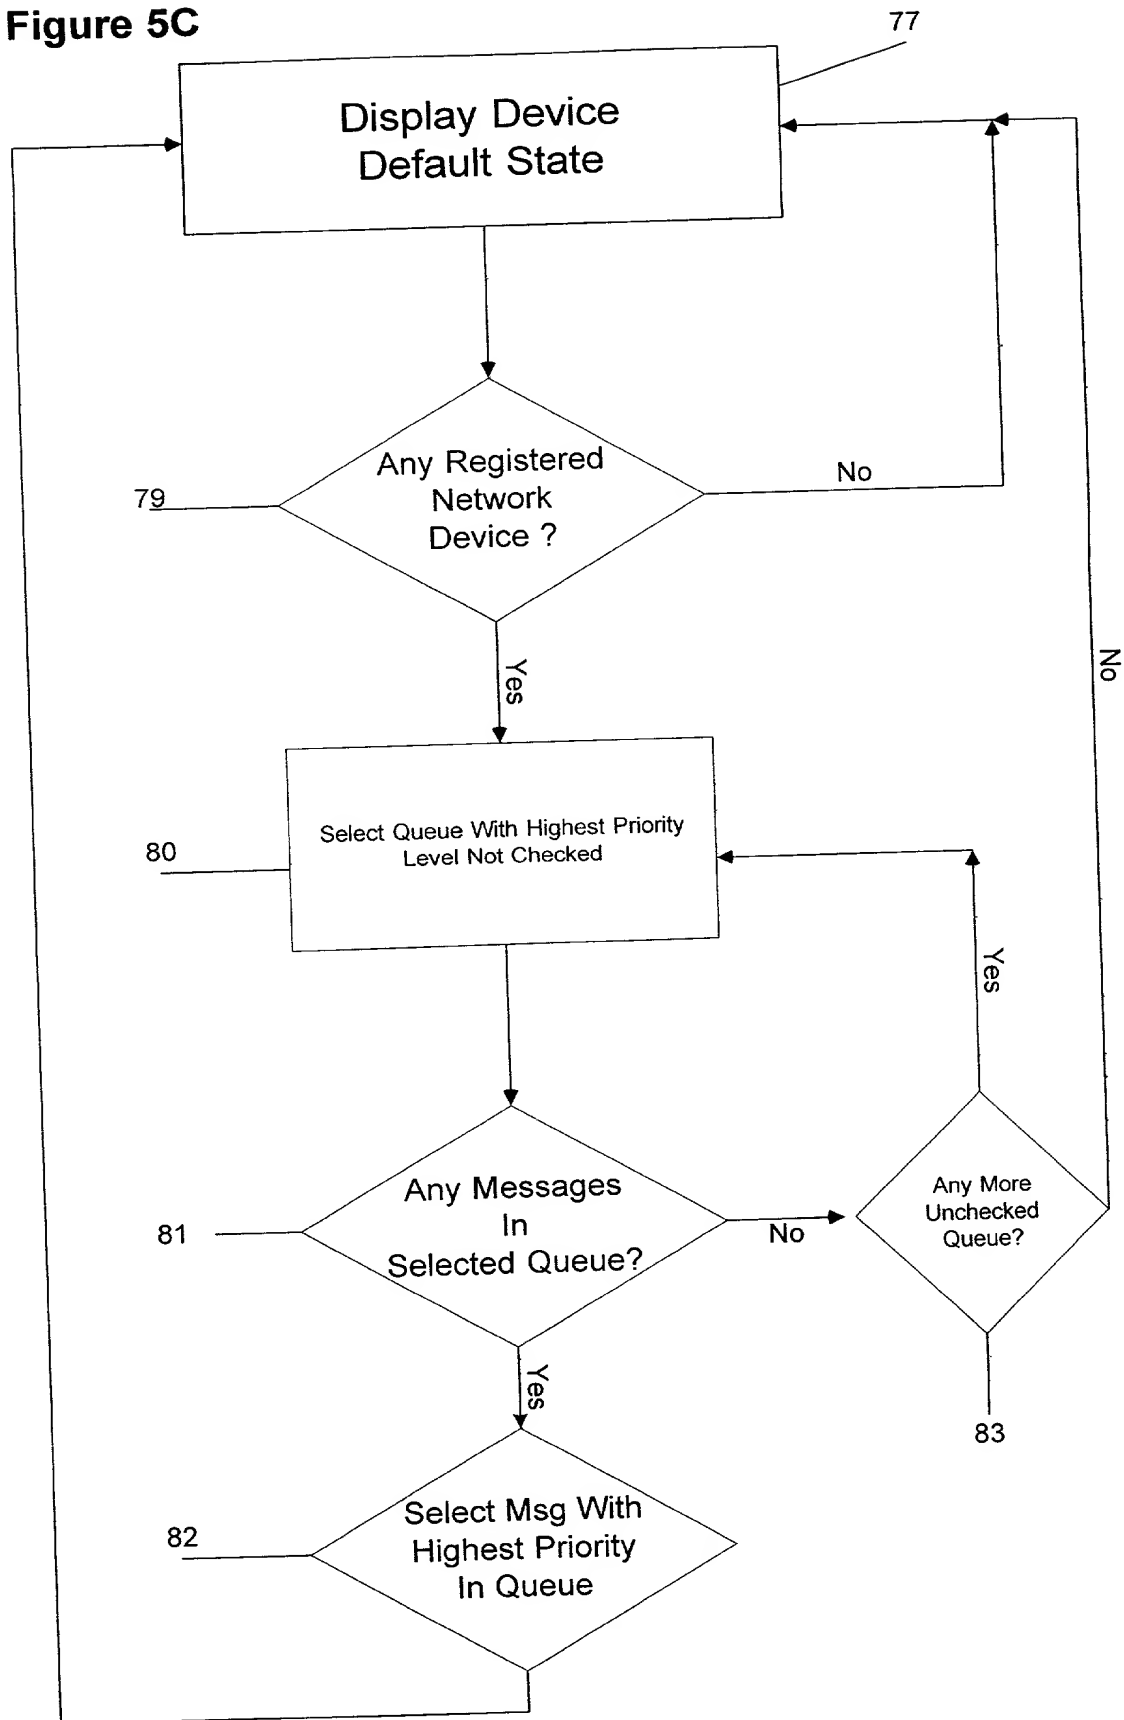 Figure 5C
77
Display Device
Default State
Any Registered
Network
Device ?
79
No
Yes
No
Select Queue With Highest Priority
Level Not Checked
80
Yes
Any Messages
In
Selected Queue?
81
No
Any More
Unchecked
Queue?
83
Yes
Select Msg With
Highest Priority
In Queue
82